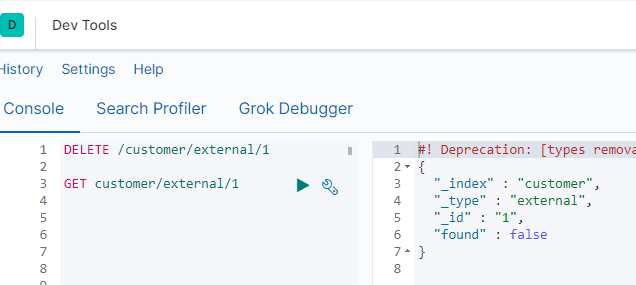 D Dev Tools
History Settings Help
Console Search Profiler Grok Debugger
1 DELETE /customer/external/1
2
3 GET customer/external/1
4
5
6
7
8
1 #! Deprecation: [types remova
2 {
3 "_index" : "customer",
4 "_type" : "external",
5 "_id" : "1",
6 "found" : false
7 }
8